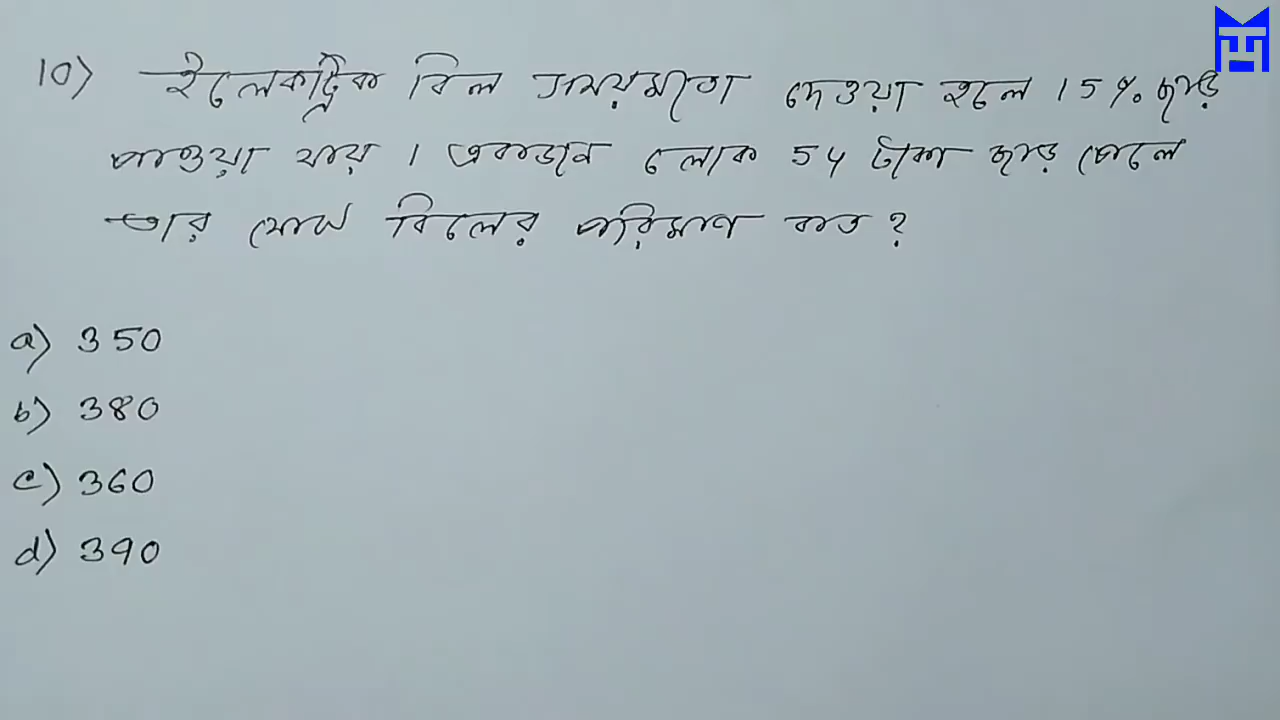 10) ইলেকট্রিক বিল সময়মতো দেওয়া হলে 15% ছাড়
পাওয়া যায় । একজন লোক 54 টাকা ছাড় পেলে
তার মোট বিলের পরিমাণ কত ?
a) 350
b) 380
c) 360
d) 390